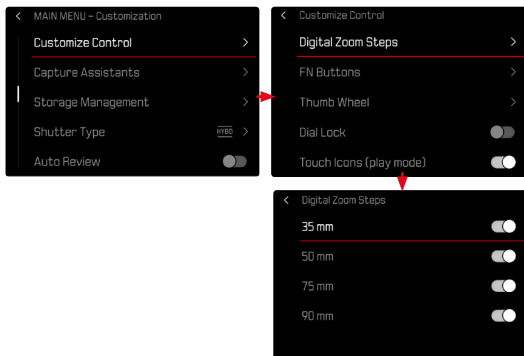 MAIN MENU – Customization
Customize Control
Capture Assistants
Storage Management
Shutter Type HYBD
Auto Review
Customize Control
Digital Zoom Steps
FN Buttons
Thumb Wheel
Dial Lock
Touch Icons (play mode)
Digital Zoom Steps
35 mm
50 mm
75 mm
90 mm